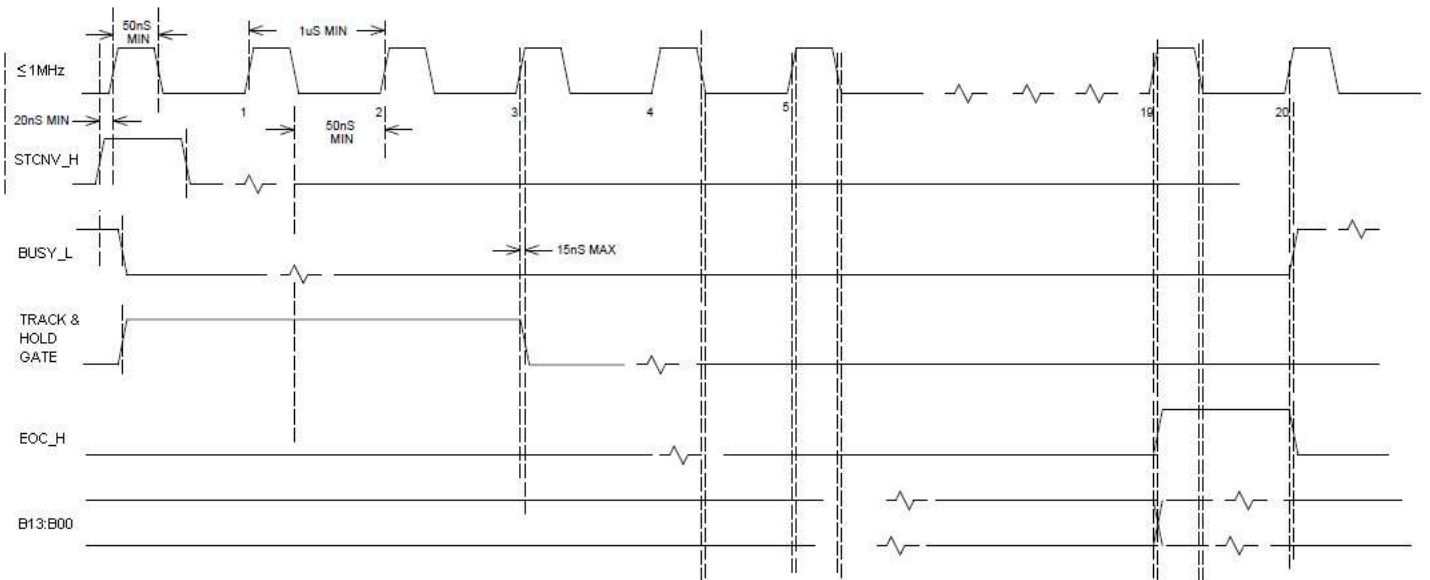 50nS
MIN
1uS MIN
≤1MHz
1
2
3
4
5
19
20
20nS MIN
50nS
MIN
STCNV_H
BUSY_L
15nS MAX
TRACK &
HOLD
GATE
EOC_H
B13:B00